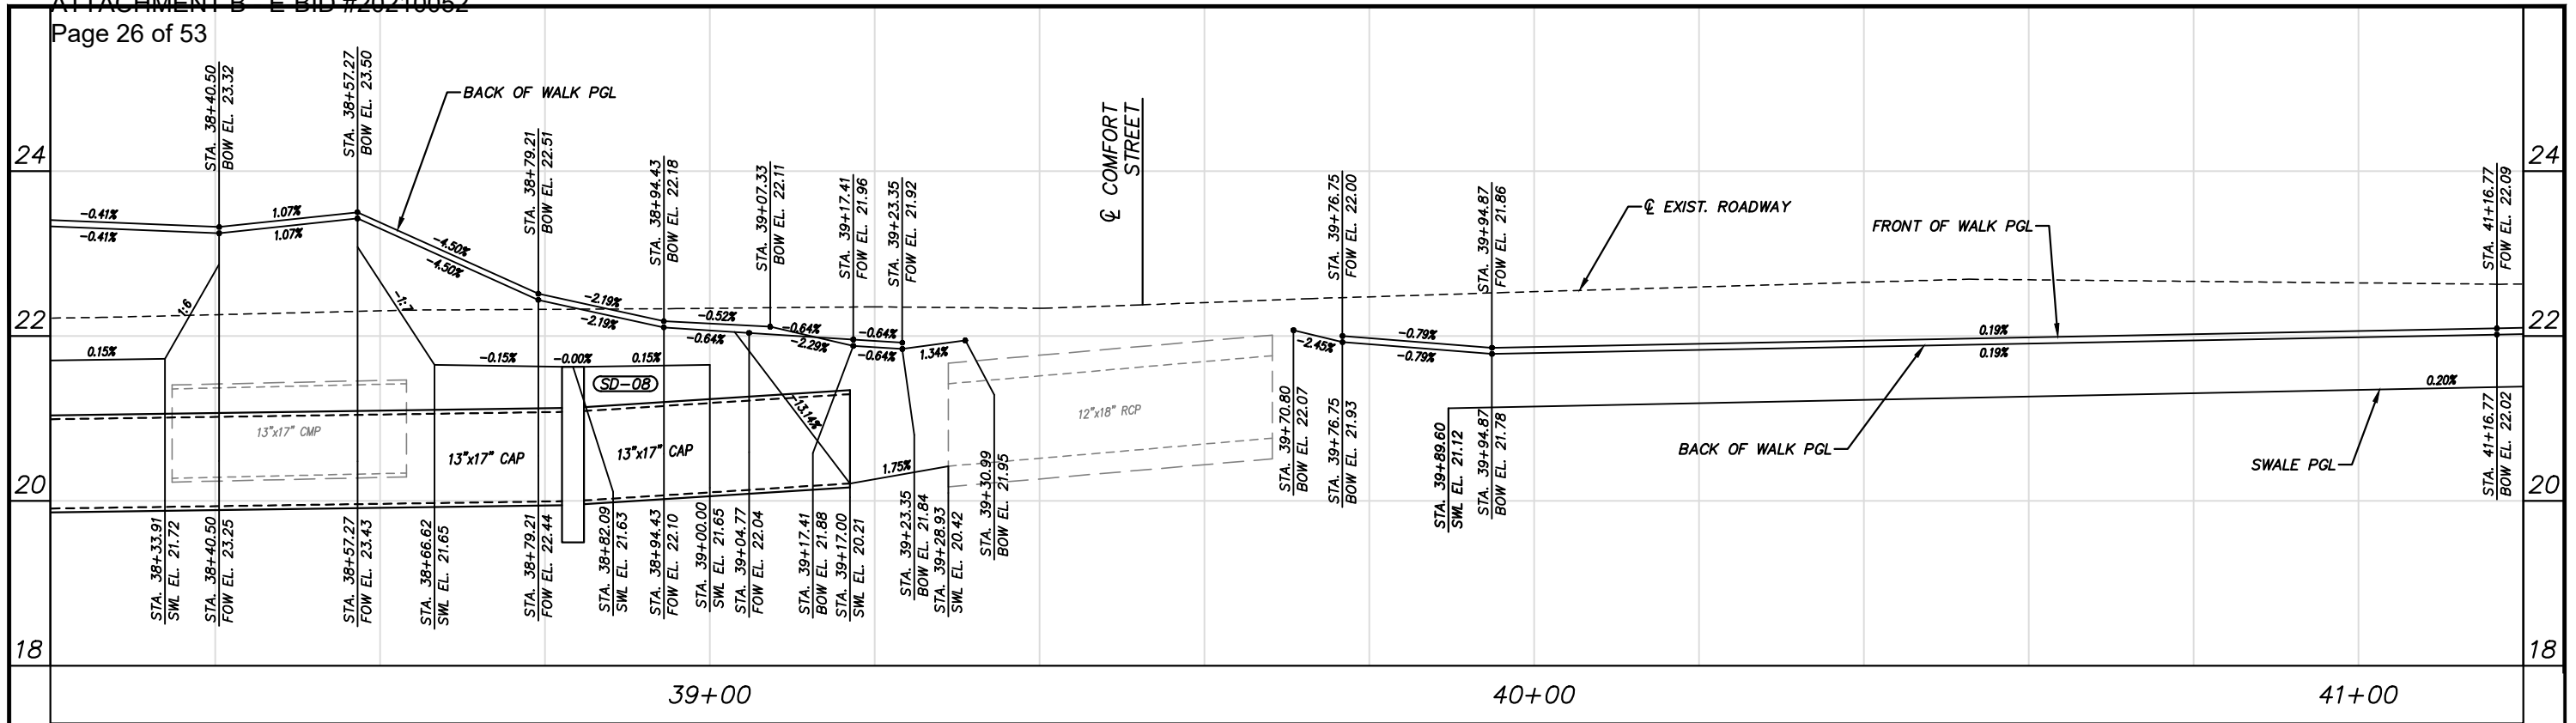 ATTACHMENT B - E-BID #20210052
Page 26 of 53
STA. 38+40.50
BOW EL. 23.32
STA. 38+57.27
BOW EL. 23.50
BACK OF WALK PGL
STA. 38+79.21
BOW EL. 22.51
STA. 38+94.43
BOW EL. 22.18
STA. 39+07.33
BOW EL. 22.11
STA. 39+17.41
FOW EL. 21.96
STA. 39+23.35
FOW EL. 21.92
℄ COMFORT
STREET
STA. 39+76.75
FOW EL. 22.00
STA. 39+94.87
FOW EL. 21.86
℄ EXIST. ROADWAY
FRONT OF WALK PGL
STA. 41+16.77
FOW EL. 22.09
24
24
-0.41%
-0.41%
1.07%
1.07%
-4.50%
-4.50%
-2.19%
-2.19%
-0.52%
-0.64%
-0.64%
-2.29%
-0.64%
-0.64%
1.34%
-2.45%
-0.79%
-0.79%
0.19%
0.19%
22
22
1:6
-1:7
0.15%
-0.15%
-0.00%
0.15%
SD-08
-13.14%
1.75%
0.20%
13"x17" CMP
13"x17" CAP
13"x17" CAP
12"x18" RCP
BACK OF WALK PGL
SWALE PGL
20
20
STA. 38+33.91
SWL EL. 21.72
STA. 38+40.50
FOW EL. 23.25
STA. 38+57.27
FOW EL. 23.43
STA. 38+66.62
SWL EL. 21.65
STA. 38+79.21
FOW EL. 22.44
STA. 38+82.09
SWL EL. 21.63
STA. 38+94.43
FOW EL. 22.10
STA. 39+00.00
SWL EL. 21.65
STA. 39+04.77
FOW EL. 22.04
STA. 39+17.41
BOW EL. 21.88
STA. 39+17.00
SWL EL. 20.21
STA. 39+23.35
BOW EL. 21.84
STA. 39+28.93
SWL EL. 20.42
STA. 39+30.99
BOW EL. 21.95
STA. 39+70.80
BOW EL. 22.07
STA. 39+76.75
BOW EL. 21.93
STA. 39+89.60
SWL EL. 21.12
STA. 39+94.87
BOW EL. 21.78
STA. 41+16.77
BOW EL. 22.02
18
18
39+00
40+00
41+00